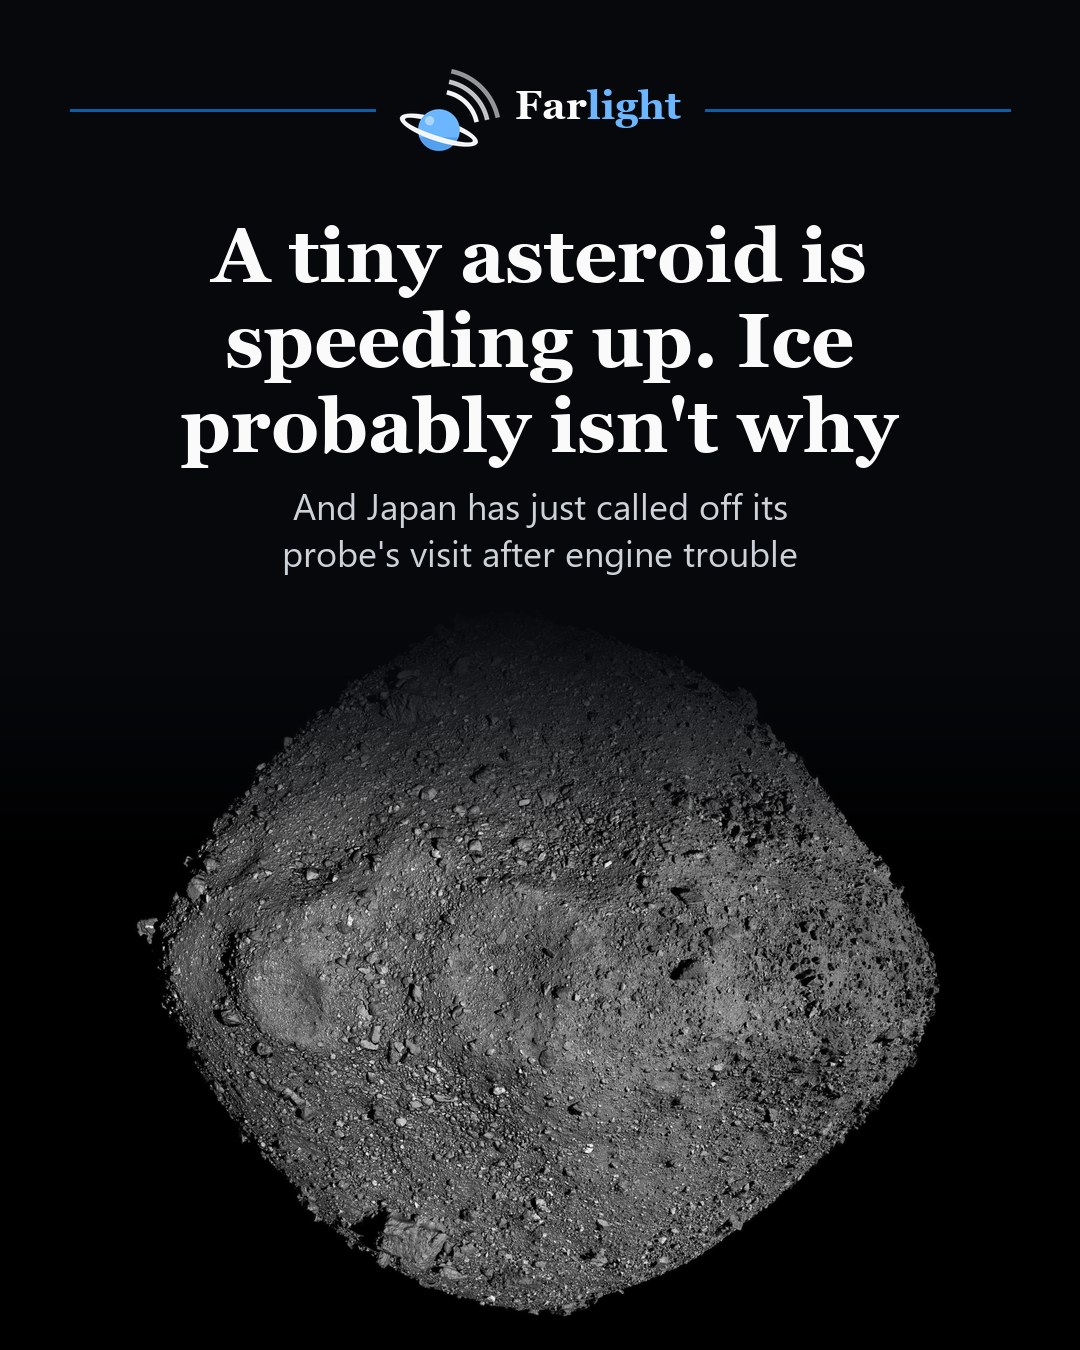 Farlight
A tiny asteroid is
speeding up. Ice
probably isn't why
And Japan has just called off its
probe's visit after engine trouble